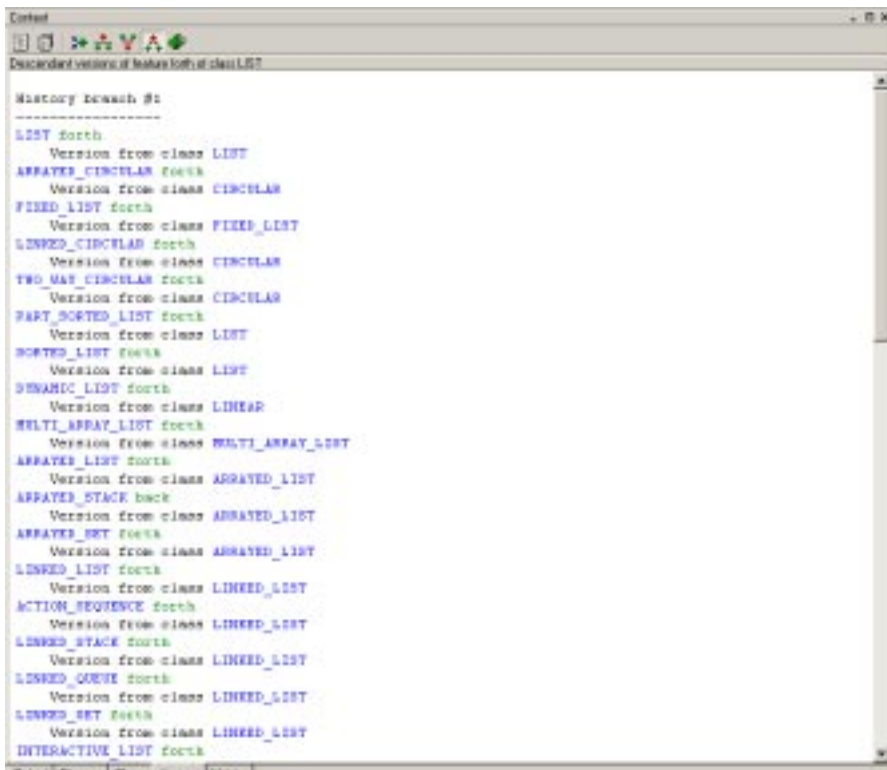 Context
Descendant versions of feature forth of class LIST
History branch #1
-----------------
LIST forth
Version from class LIST
ARRAYED_CIRCULAR forth
Version from class CIRCULAR
FIXED_LIST forth
Version from class FIXED_LIST
LINKED_CIRCULAR forth
Version from class CIRCULAR
TWO_WAY_CIRCULAR forth
Version from class CIRCULAR
PART_SORTED_LIST forth
Version from class LIST
SORTED_LIST forth
Version from class LIST
DYNAMIC_LIST forth
Version from class LINEAR
MULTI_ARRAY_LIST forth
Version from class MULTI_ARRAY_LIST
ARRAYED_LIST forth
Version from class ARRAYED_LIST
ARRAYED_STACK back
Version from class ARRAYED_LIST
ARRAYED_SET forth
Version from class ARRAYED_LIST
LINKED_LIST forth
Version from class LINKED_LIST
ACTION_SEQUENCE forth
Version from class LINKED_LIST
LINKED_STACK forth
Version from class LINKED_LIST
LINKED_QUEUE forth
Version from class LINKED_LIST
LINKED_SET forth
Version from class LINKED_LIST
INTERACTIVE_LIST forth